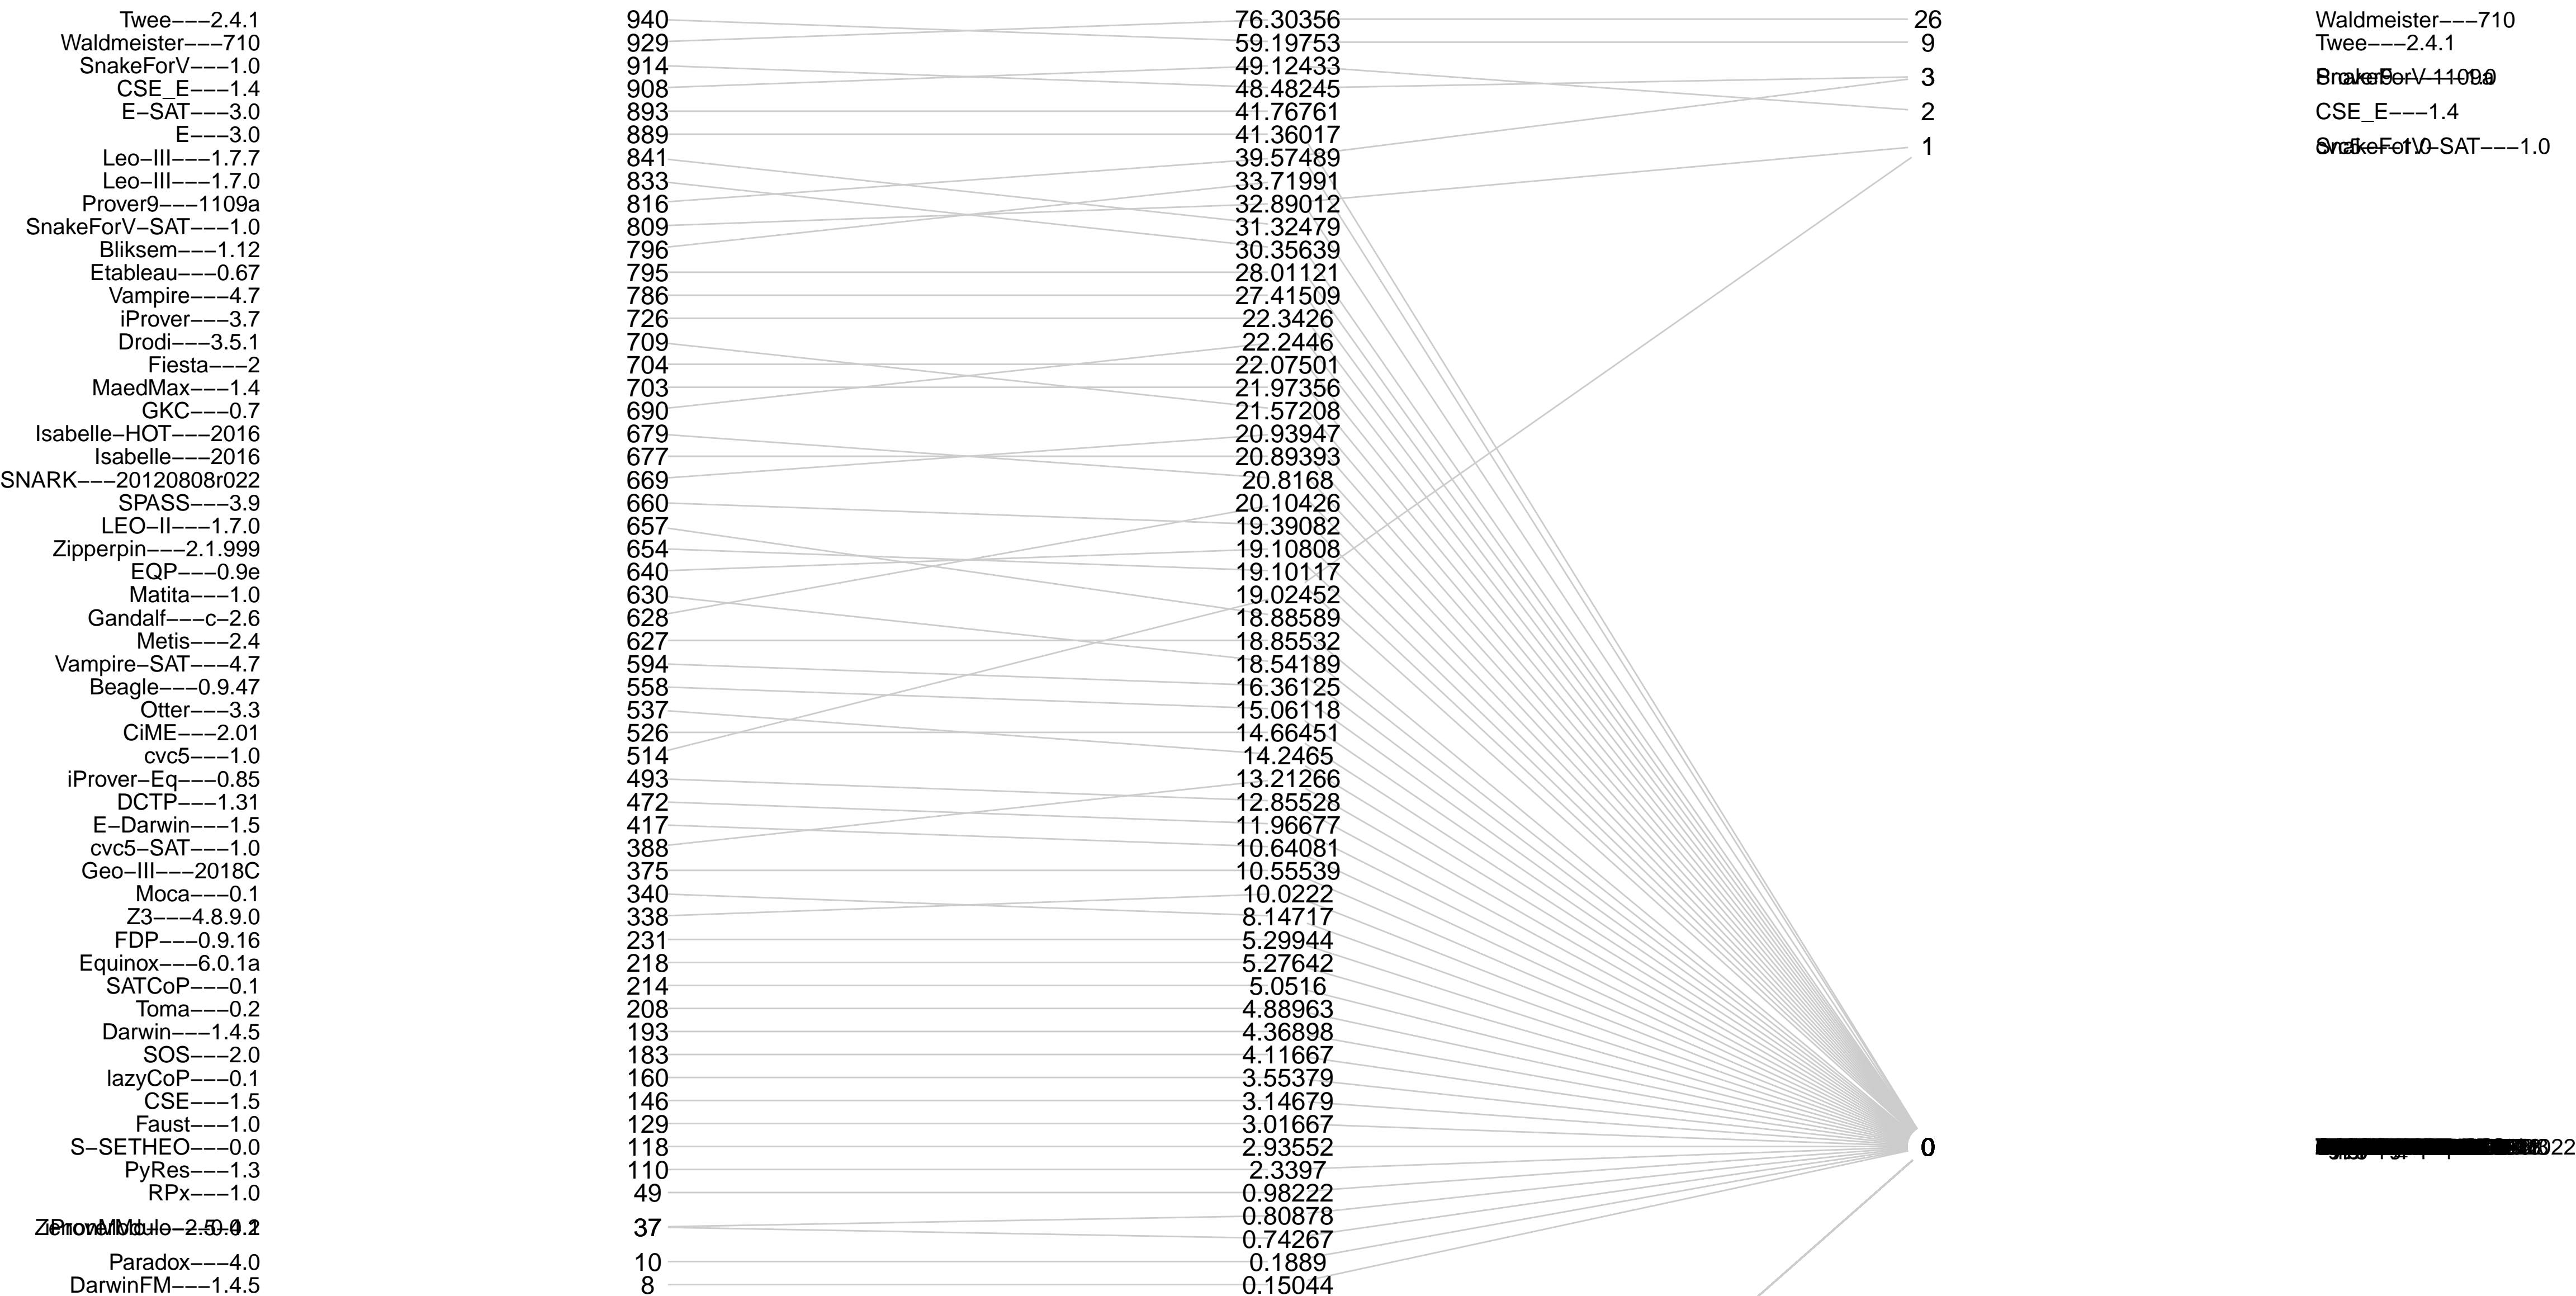 Twee---2.4.1 940 76.30356 26 Waldmeister---710
Waldmeister---710 929 59.19753 9 Twee---2.4.1
SnakeForV---1.0 914 49.12433
3
CSE_E---1.4 908 48.48245
E-SAT---3.0 893 41.76761 2 CSE_E---1.4
E---3.0 889 41.36017
1
Leo-III---1.7.7 841 39.57489
Leo-III---1.7.0 833 33.71991
Prover9---1109a 816 32.89012
SnakeForV-SAT---1.0 809 31.32479
Bliksem---1.12 796 30.35639
Etableau---0.67 795 28.01121
Vampire---4.7 786 27.41509
iProver---3.7 726 22.3426
Drodi---3.5.1 709 22.2446
Fiesta---2 704 22.07501
MaedMax---1.4 703 21.97356
GKC---0.7 690 21.57208
Isabelle-HOT---2016 679 20.93947
Isabelle---2016 677 20.89393
SNARK---20120808r022 669 20.8168
SPASS---3.9 660 20.10426
LEO-II---1.7.0 657 19.39082
Zipperpin---2.1.999 654 19.10808
EQP---0.9e 640 19.10117
Matita---1.0 630 19.02452
Gandalf---c-2.6 628 18.88589
Metis---2.4 627 18.85532
Vampire-SAT---4.7 594 18.54189
Beagle---0.9.47 558 16.36125
Otter---3.3 537 15.06118
CiME---2.01 526 14.66451
cvc5---1.0 514 14.2465
iProver-Eq---0.85 493 13.21266
DCTP---1.31 472 12.85528
E-Darwin---1.5 417 11.96677
cvc5-SAT---1.0 388 10.64081
Geo-III---2018C 375 10.55539
Moca---0.1 340 10.0222
Z3---4.8.9.0 338 8.14717
FDP---0.9.16 231 5.29944
Equinox---6.0.1a 218 5.27642
SATCoP---0.1 214 5.0516
Toma---0.2 208 4.88963
Darwin---1.4.5 193 4.36898
SOS---2.0 183 4.11667
lazyCoP---0.1 160 3.55379
CSE---1.5 146 3.14679
Faust---1.0 129 3.01667
S-SETHEO---0.0 118 2.93552 0
PyRes---1.3 110 2.3397
RPx---1.0 49 0.98222
0.80878
37
0.74267
Paradox---4.0 10 0.1889
DarwinFM---1.4.5 8 0.15044